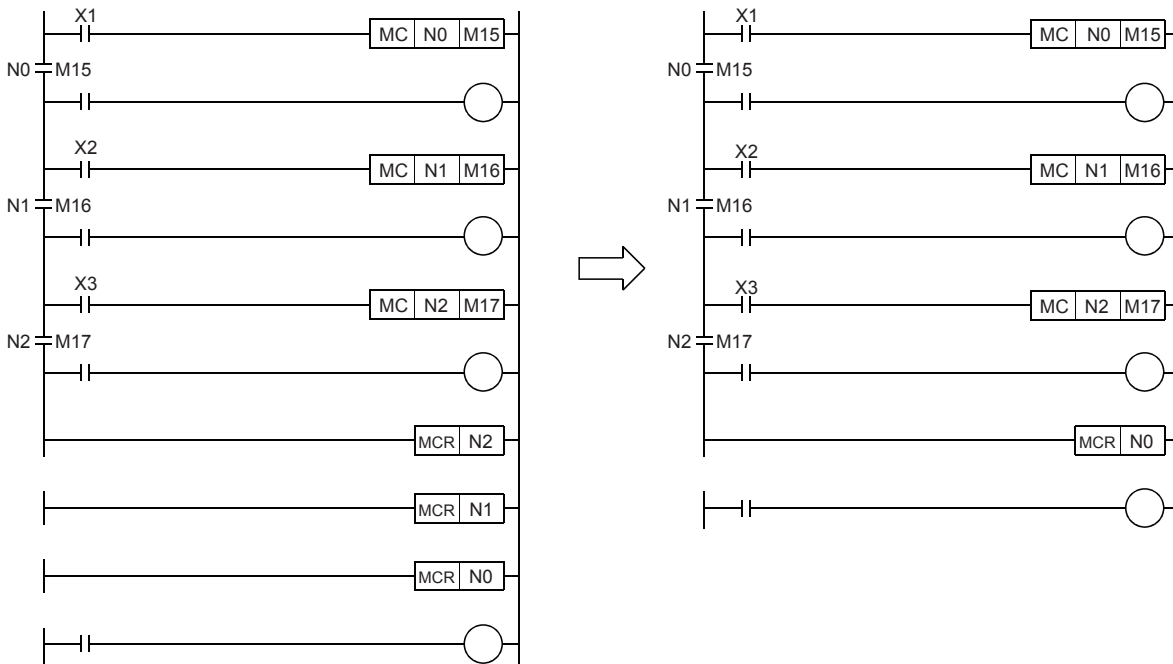 X1
MC N0 M15
N0 M15
X2
MC N1 M16
N1 M16
X3
MC N2 M17
N2 M17
MCR N2
MCR N1
MCR N0
X1
MC N0 M15
N0 M15
X2
MC N1 M16
N1 M16
X3
MC N2 M17
N2 M17
MCR N0